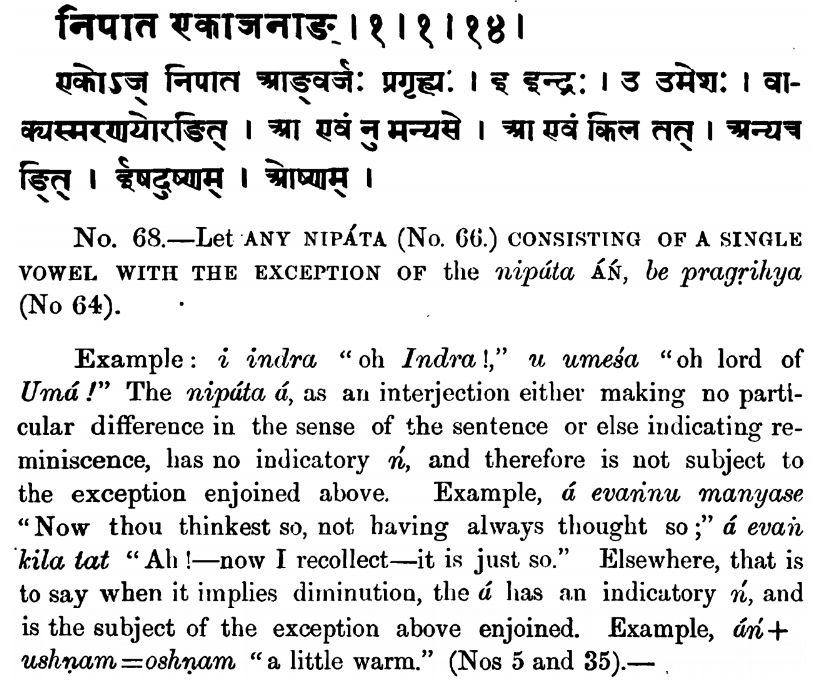 निपात एकाजनाङ् । १ । १ । १४ ।
एकोऽज् निपात आङ्वर्जः प्रगृह्यः । इ इन्द्रः । उ उमेशः । वा-
क्यस्मरणयोरङित् । आ एवं नु मन्यसे । आ एवं किल तत् । अन्यत्र
ङित् । ईषदुष्णम् । ओष्णम् ।
No. 68.—Let ANY NIPÁTA (No. 66.) CONSISTING OF A SINGLE
VOWEL WITH THE EXCEPTION OF the nipáta ÁŃ, be pragṛihya
(No 64).
Example: i indra “oh Indra!,” u umeśa “oh lord of
Umá!” The nipáta á, as an interjection either making no parti-
cular difference in the sense of the sentence or else indicating re-
miniscence, has no indicatory ń, and therefore is not subject to
the exception enjoined above. Example, á evaṅnu manyase
“Now thou thinkest so, not having always thought so;” á evaṅ
kila tat “Ah!—now I recollect—it is just so.” Elsewhere, that is
to say when it implies diminution, the á has an indicatory ń, and
is the subject of the exception above enjoined. Example, áń+
ushṇam=oshṇam “a little warm.” (Nos 5 and 35).—